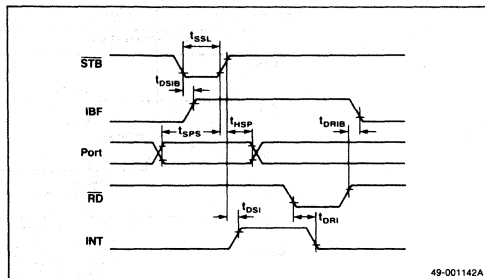 tSSL
STB
tDSIB
IBF
tHSP
tSPS
tDRIB
Port
RD
tDSI
tDRI
INT
49-001142A